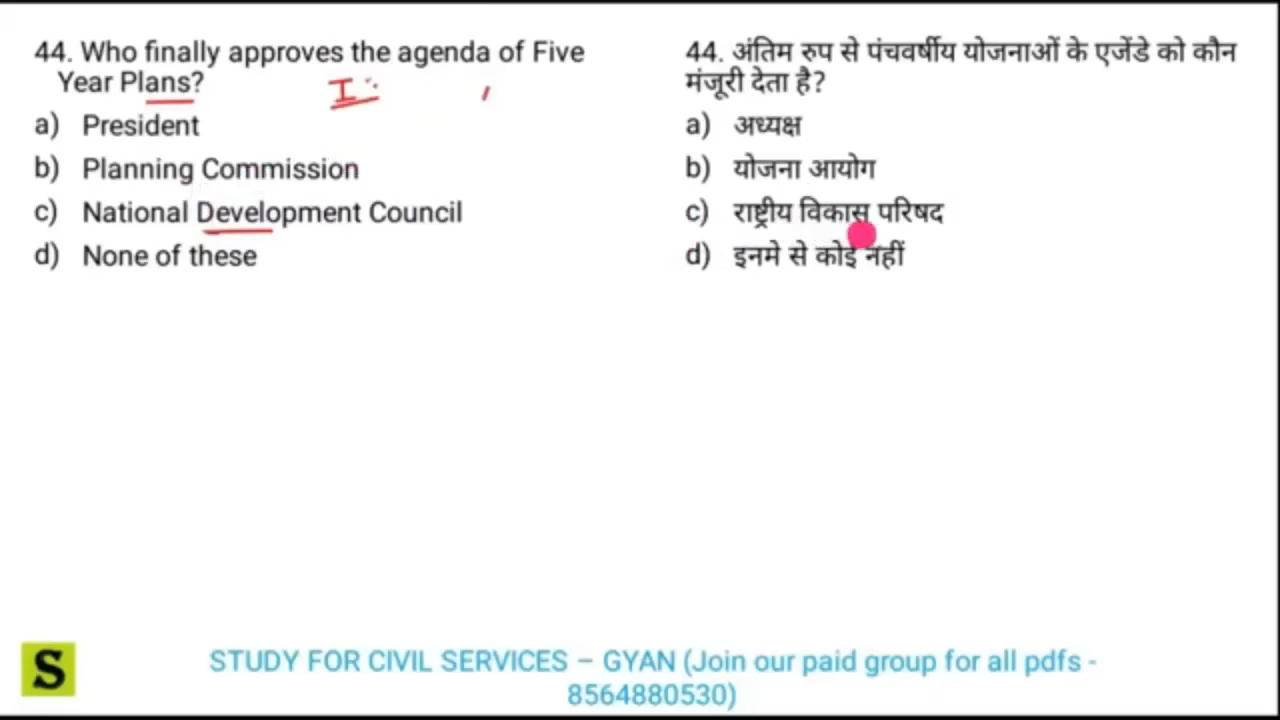 44. Who finally approves the agenda of Five
Year Plans?
I
a) President
b) Planning Commission
c) National Development Council
d) None of these
44. अंतिम रुप से पंचवर्षीय योजनाओं के एजेंडे को कौन
मंजूरी देता है?
a) अध्यक्ष
b) योजना आयोग
c) राष्ट्रीय विकास परिषद
d) इनमे से कोई नहीं
S
STUDY FOR CIVIL SERVICES – GYAN (Join our paid group for all pdfs -
8564880530)